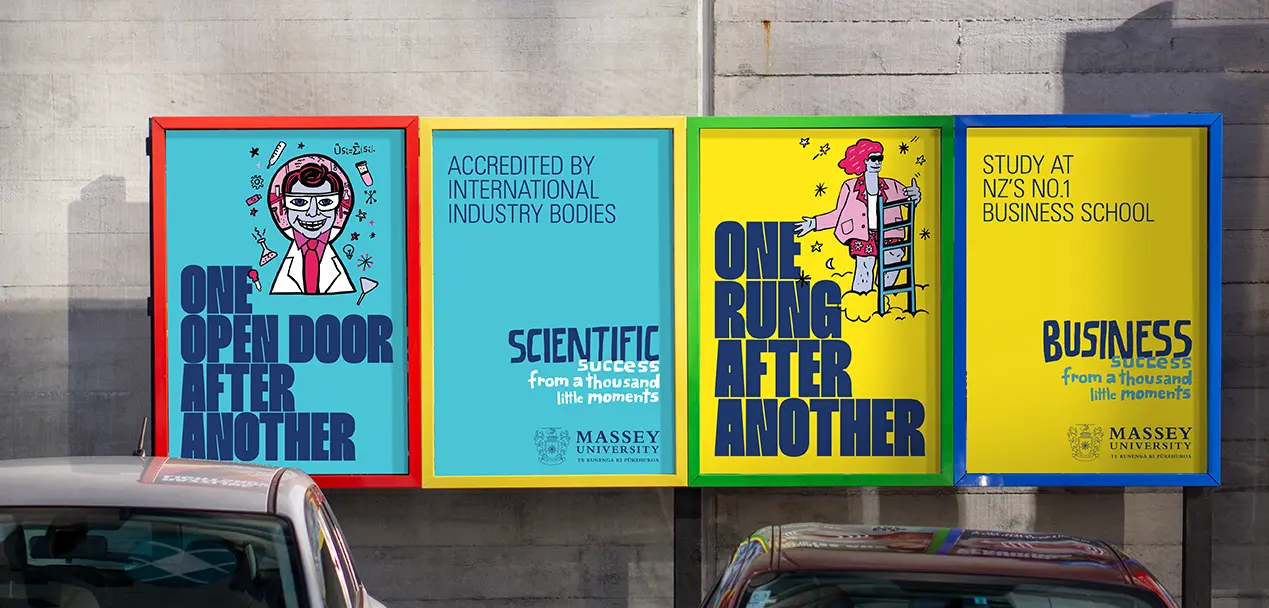 ONE
OPEN DOOR
AFTER
ANOTHER
ACCREDITED BY
INTERNATIONAL
INDUSTRY BODIES
SCIENTIFIC
success
from a thousand
little moments
MASSEY
UNIVERSITY
TE KUNENGA KI PŪREHUROA
ONE
RUNG
AFTER
ANOTHER
STUDY AT
NZ'S NO.1
BUSINESS SCHOOL
BUSINESS
success
from a thousand
little moments
MASSEY
UNIVERSITY
TE KUNENGA KI PŪREHUROA